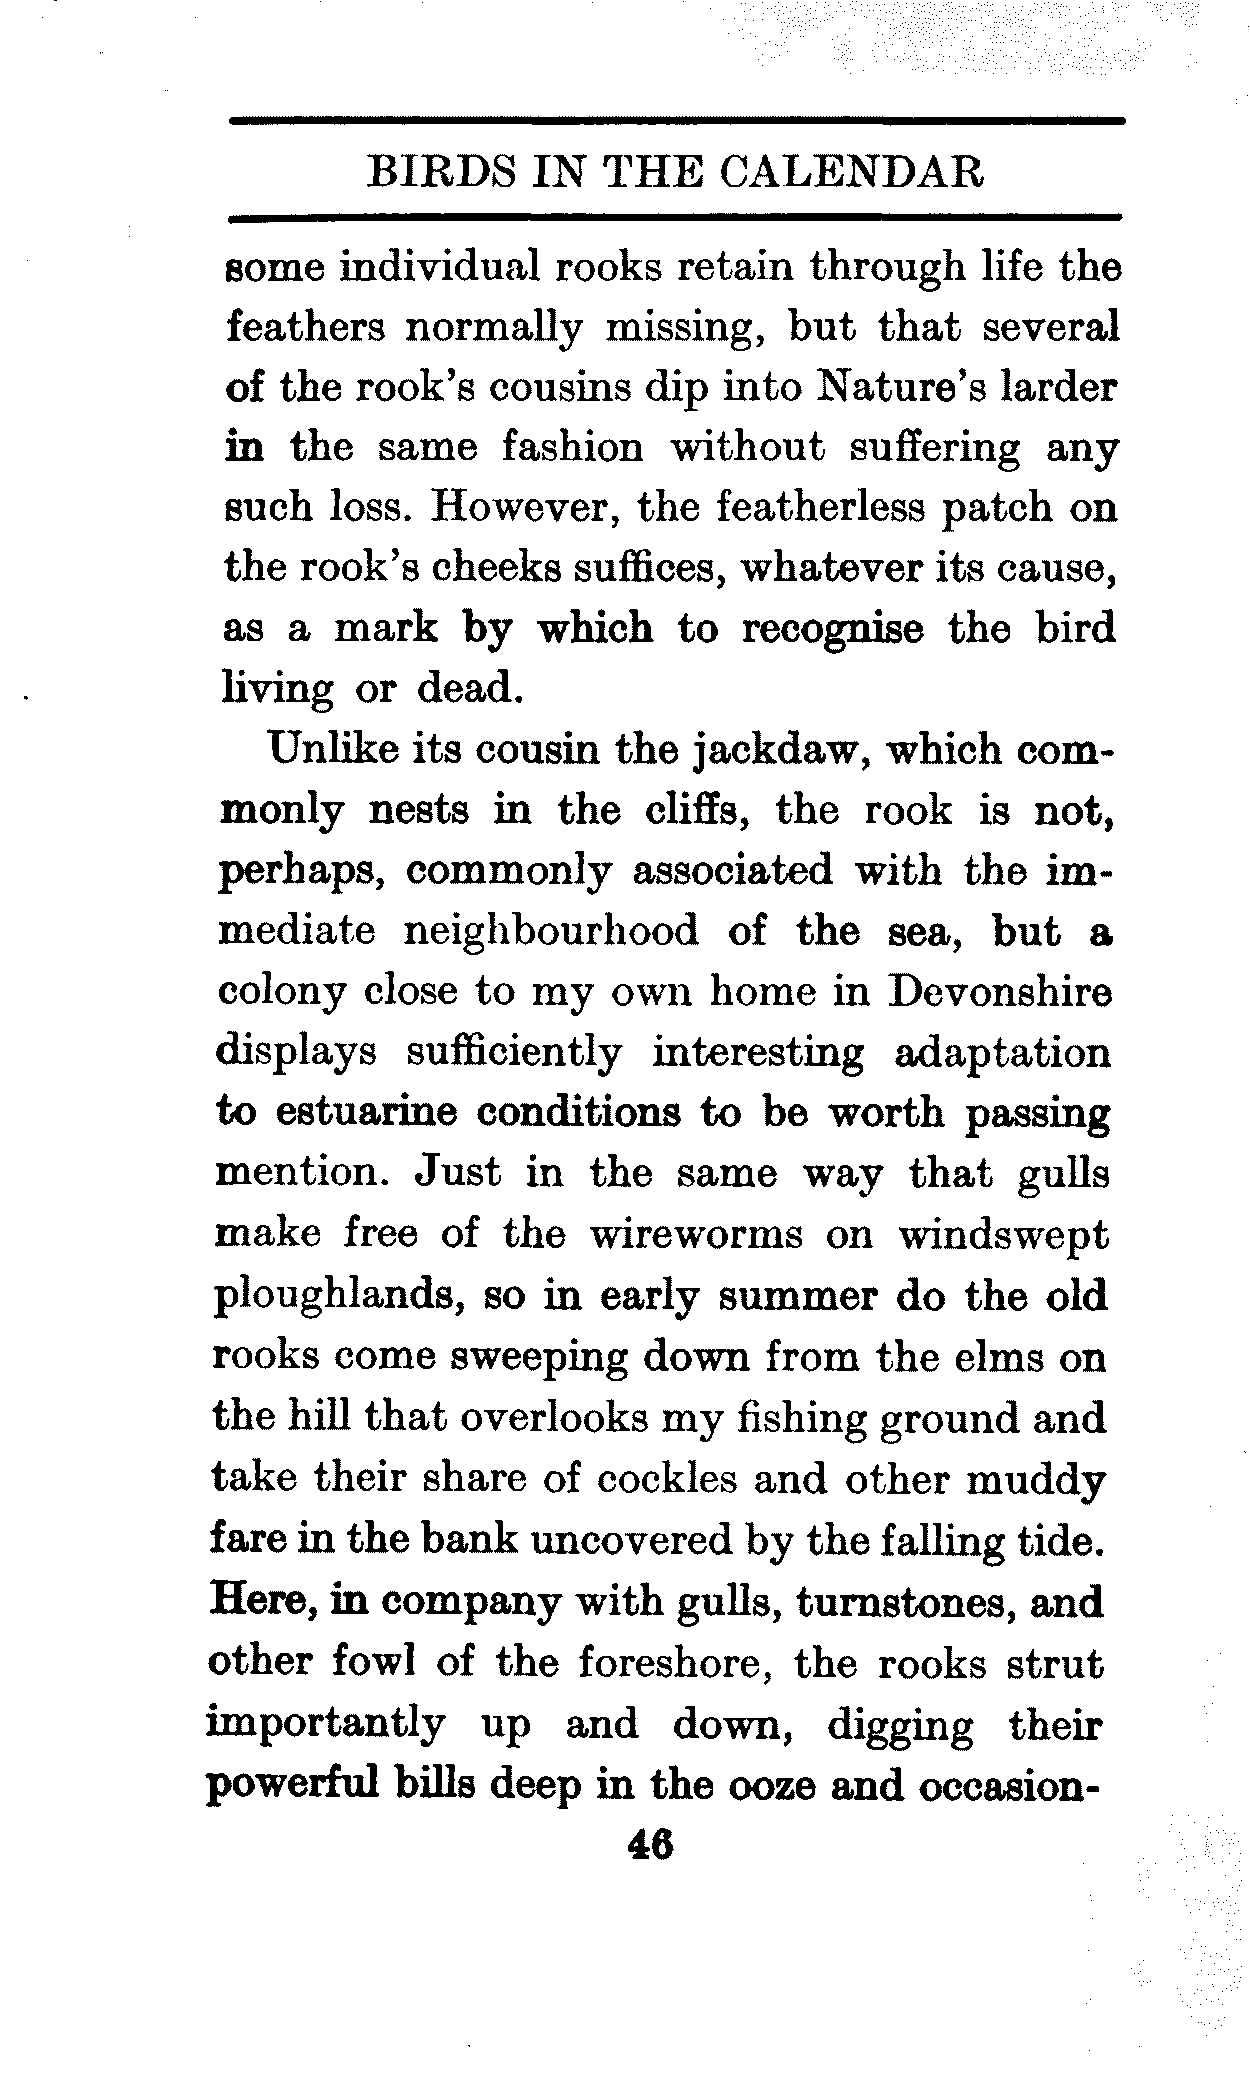 BIRDS IN THE CALENDAR
some individual rooks retain through life the
feathers normally missing, but that several
of the rook's cousins dip into Nature's larder
in the same fashion without suffering any
such loss. However, the featherless patch on
the rook's cheeks suffices, whatever its cause,
as a mark by which to recognise the bird
living or dead.
Unlike its cousin the jackdaw, which com-
monly nests in the cliffs, the rook is not,
perhaps, commonly associated with the im-
mediate neighbourhood of the sea, but a
colony close to my own home in Devonshire
displays sufficiently interesting adaptation
to estuarine conditions to be worth passing
mention. Just in the same way that gulls
make free of the wireworms on windswept
ploughlands, so in early summer do the old
rooks come sweeping down from the elms on
the hill that overlooks my fishing ground and
take their share of cockles and other muddy
fare in the bank uncovered by the falling tide.
Here, in company with gulls, turnstones, and
other fowl of the foreshore, the rooks strut
importantly up and down, digging their
powerful bills deep in the ooze and occasion-
46